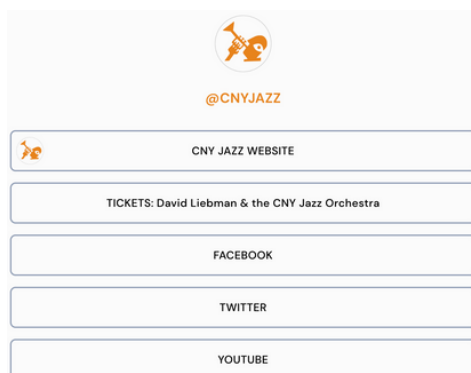 @CNYJAZZ
CNY JAZZ WEBSITE
TICKETS: David Liebman & the CNY Jazz Orchestra
FACEBOOK
TWITTER
YOUTUBE